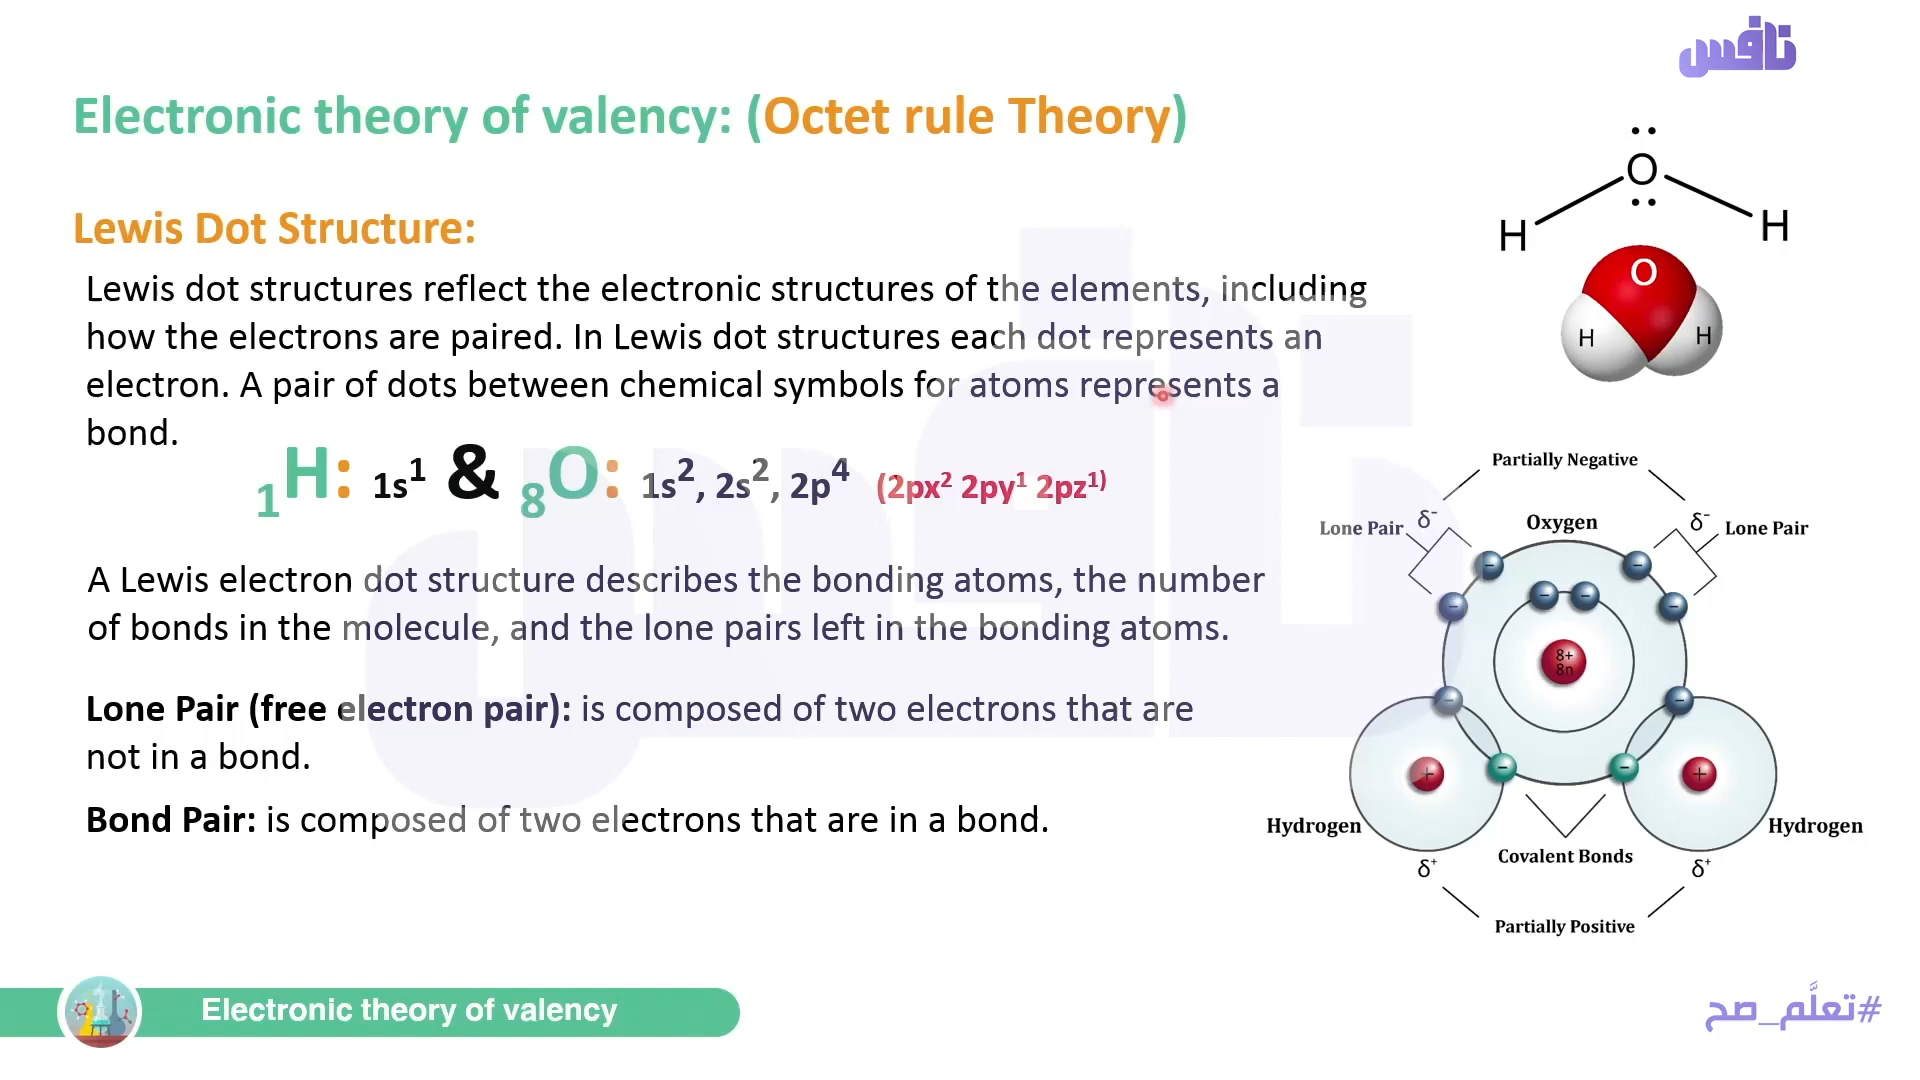 نافس
Electronic theory of valency: (Octet rule Theory)
Lewis Dot Structure:
Lewis dot structures reflect the electronic structures of the elements, including
how the electrons are paired. In Lewis dot structures each dot represents an
electron. A pair of dots between chemical symbols for atoms represents a
bond.
₁H: 1s¹ & ₈O: 1s², 2s², 2p⁴ (2px² 2py¹ 2pz¹⁾
A Lewis electron dot structure describes the bonding atoms, the number
of bonds in the molecule, and the lone pairs left in the bonding atoms.
Lone Pair (free electron pair): is composed of two electrons that are
not in a bond.
Bond Pair: is composed of two electrons that are in a bond.
O
H H
O
H H
Partially Negative
Lone Pair δ⁻ Oxygen δ⁻ Lone Pair
- -
- - - -
8+
8n
- -
- -
+ +
Hydrogen Hydrogen
Covalent Bonds
δ⁺ δ⁺
Partially Positive
Electronic theory of valency
#تعلَّم_صح